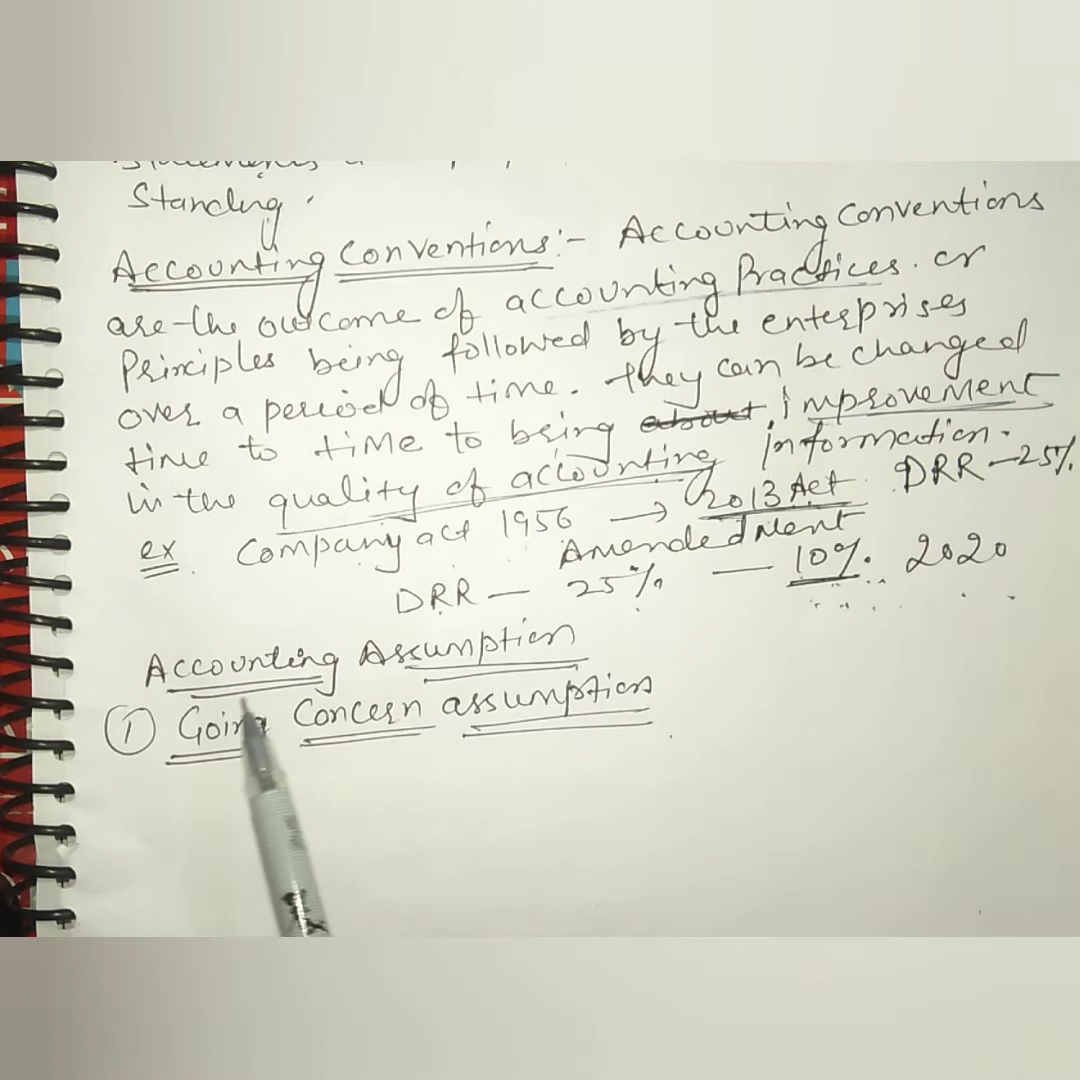 Standing.
Accounting Conventions:- Accounting Conventions
are the outcome of accounting Practices. or
Principles being followed by the enterprises
over a period of time. they can be changed
time to time to being about improvement
in the quality of accounting information.
ex Company act 1956 → 2013 Act DRR - 25%
Amendedment
DRR - 25% - 10%. 2020
Accounting Assumption
① Going Concern assumption